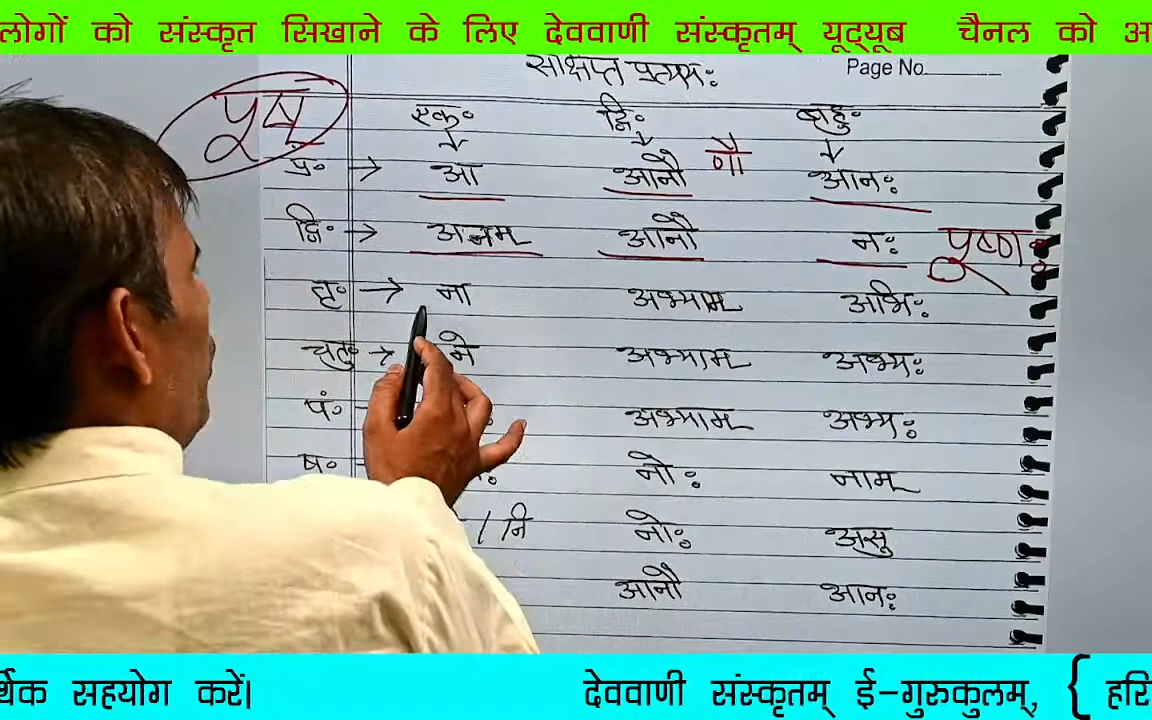 लोगों को संस्कृत सिखाने के लिए देववाणी संस्कृतम् यूट्यूब चैनल को अ
संक्षिप्त प्रत्ययः Page No.
पूष्
एक॰ द्वि॰ बहु॰
प्र॰ → आ आनौ णौ आनः
द्वि॰ → अनम् आनौ नः पूष्णः
तृ॰ → ना अभ्याम् अभिः
चतु॰ → ने अभ्याम् अभ्यः
पं॰ अभ्याम् अभ्यः
ष॰ नोः नाम्
/ नि नोः असु
आनौ आनः
र्थिक सहयोग करें। देववाणी संस्कृतम् ई-गुरुकुलम्, { हरि